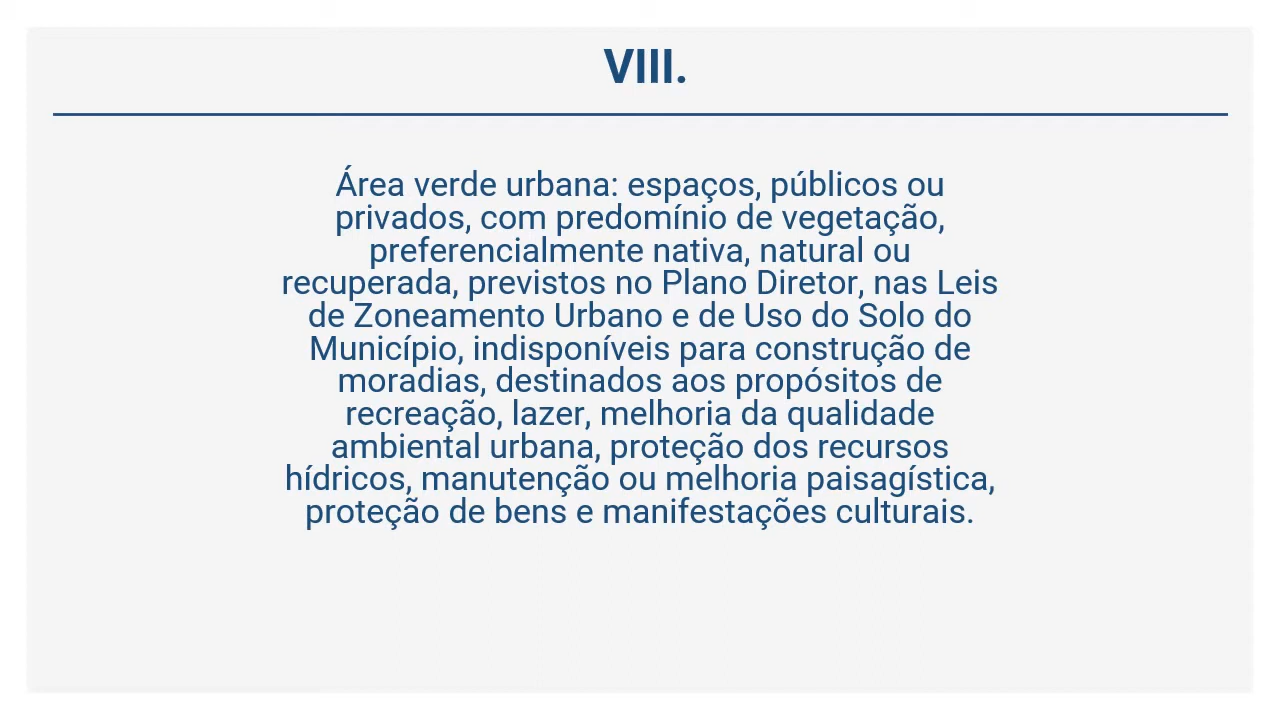 VIII.
Área verde urbana: espaços, públicos ou
privados, com predomínio de vegetação,
preferencialmente nativa, natural ou
recuperada, previstos no Plano Diretor, nas Leis
de Zoneamento Urbano e de Uso do Solo do
Município, indisponíveis para construção de
moradias, destinados aos propósitos de
recreação, lazer, melhoria da qualidade
ambiental urbana, proteção dos recursos
hídricos, manutenção ou melhoria paisagística,
proteção de bens e manifestações culturais.